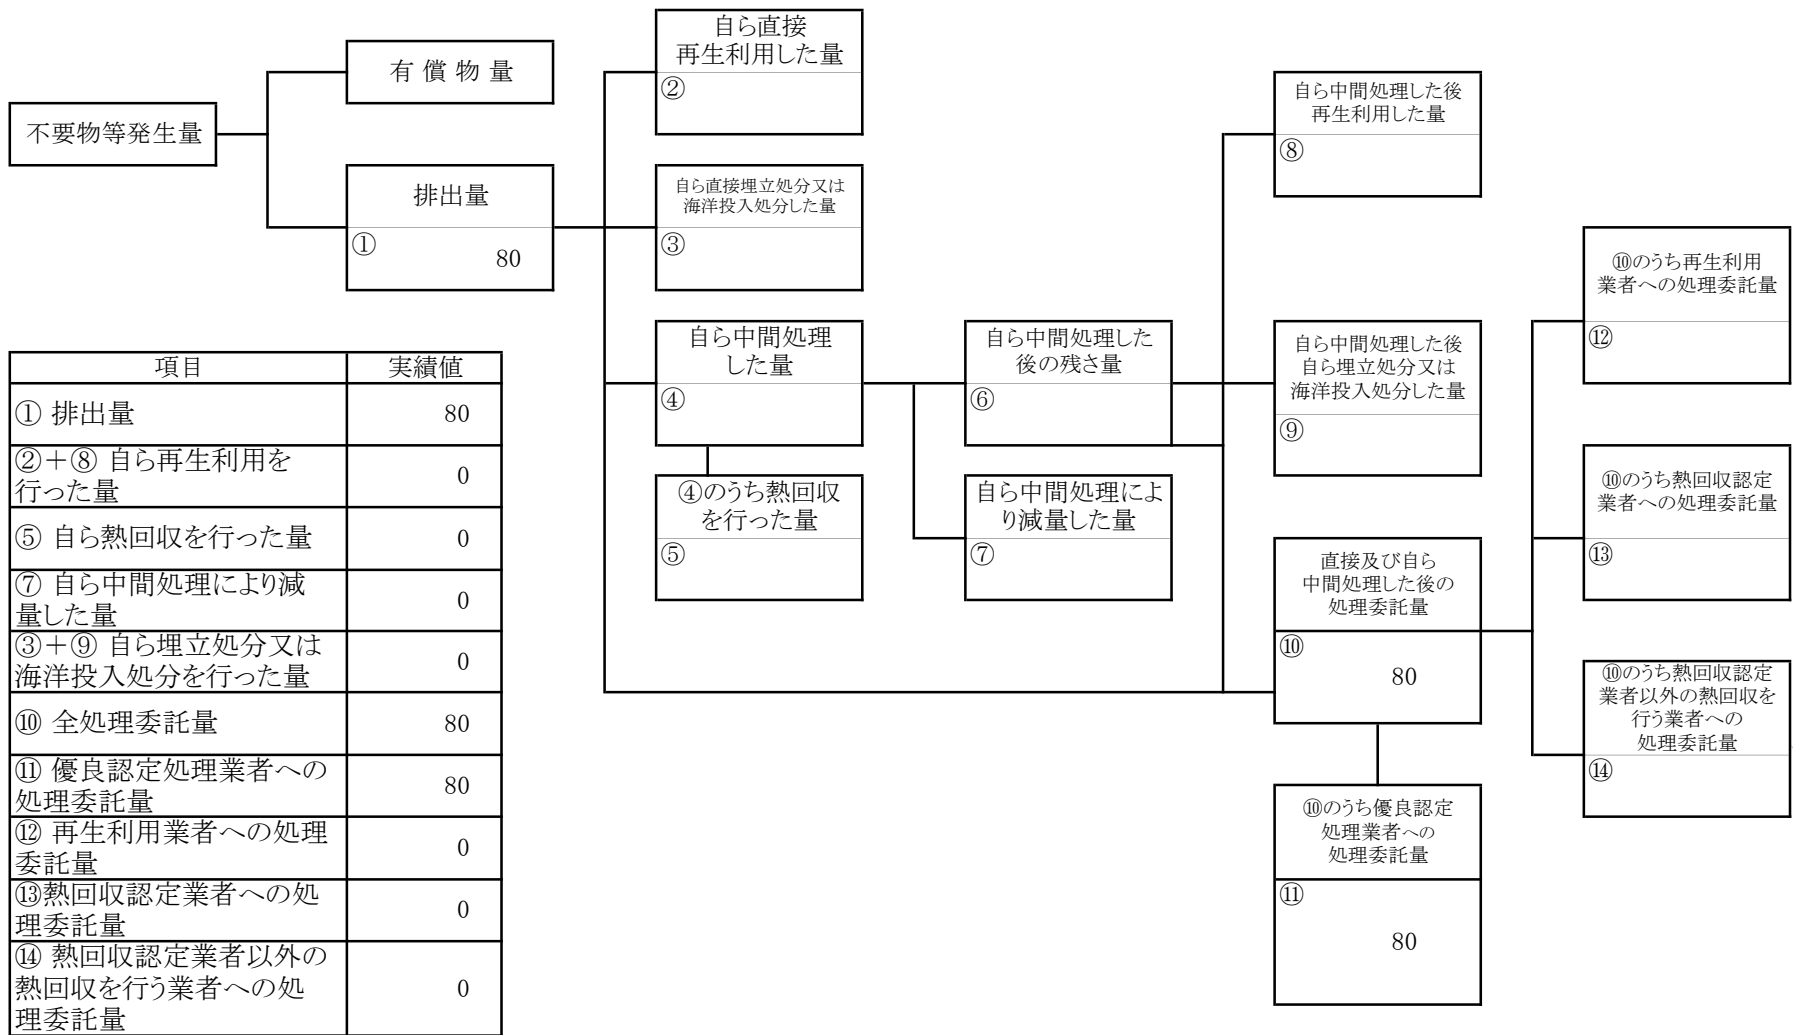 自ら直接
再生利用した量
②
有 償 物 量
不要物等発生量
排出量
①
80
自ら直接埋立処分又は
海洋投入処分した量
③
自ら中間処理した後
再生利用した量
⑧
自ら中間処理
した量
④
自ら中間処理した
後の残さ量
⑥
自ら中間処理した後
自ら埋立処分又は
海洋投入処分した量
⑨
⑩のうち再生利用
業者への処理委託量
⑫
④のうち熱回収
を行った量
⑤
自ら中間処理によ
り減量した量
⑦
⑩のうち熱回収認定
業者への処理委託量
⑬
直接及び自ら
中間処理した後の
処理委託量
⑩
80
⑩のうち熱回収認定
業者以外の熱回収を
行う業者への
処理委託量
⑭
⑩のうち優良認定
処理業者への
処理委託量
⑪
80
項目 実績値
① 排出量 80
②＋⑧ 自ら再生利用を
行った量 0
⑤ 自ら熱回収を行った量 0
⑦ 自ら中間処理により減
量した量 0
③＋⑨ 自ら埋立処分又は
海洋投入処分を行った量 0
⑩ 全処理委託量 80
⑪ 優良認定処理業者への
処理委託量 80
⑫ 再生利用業者への処理
委託量 0
⑬熱回収認定業者への処
理委託量 0
⑭ 熱回収認定業者以外の
熱回収を行う業者への処
理委託量 0